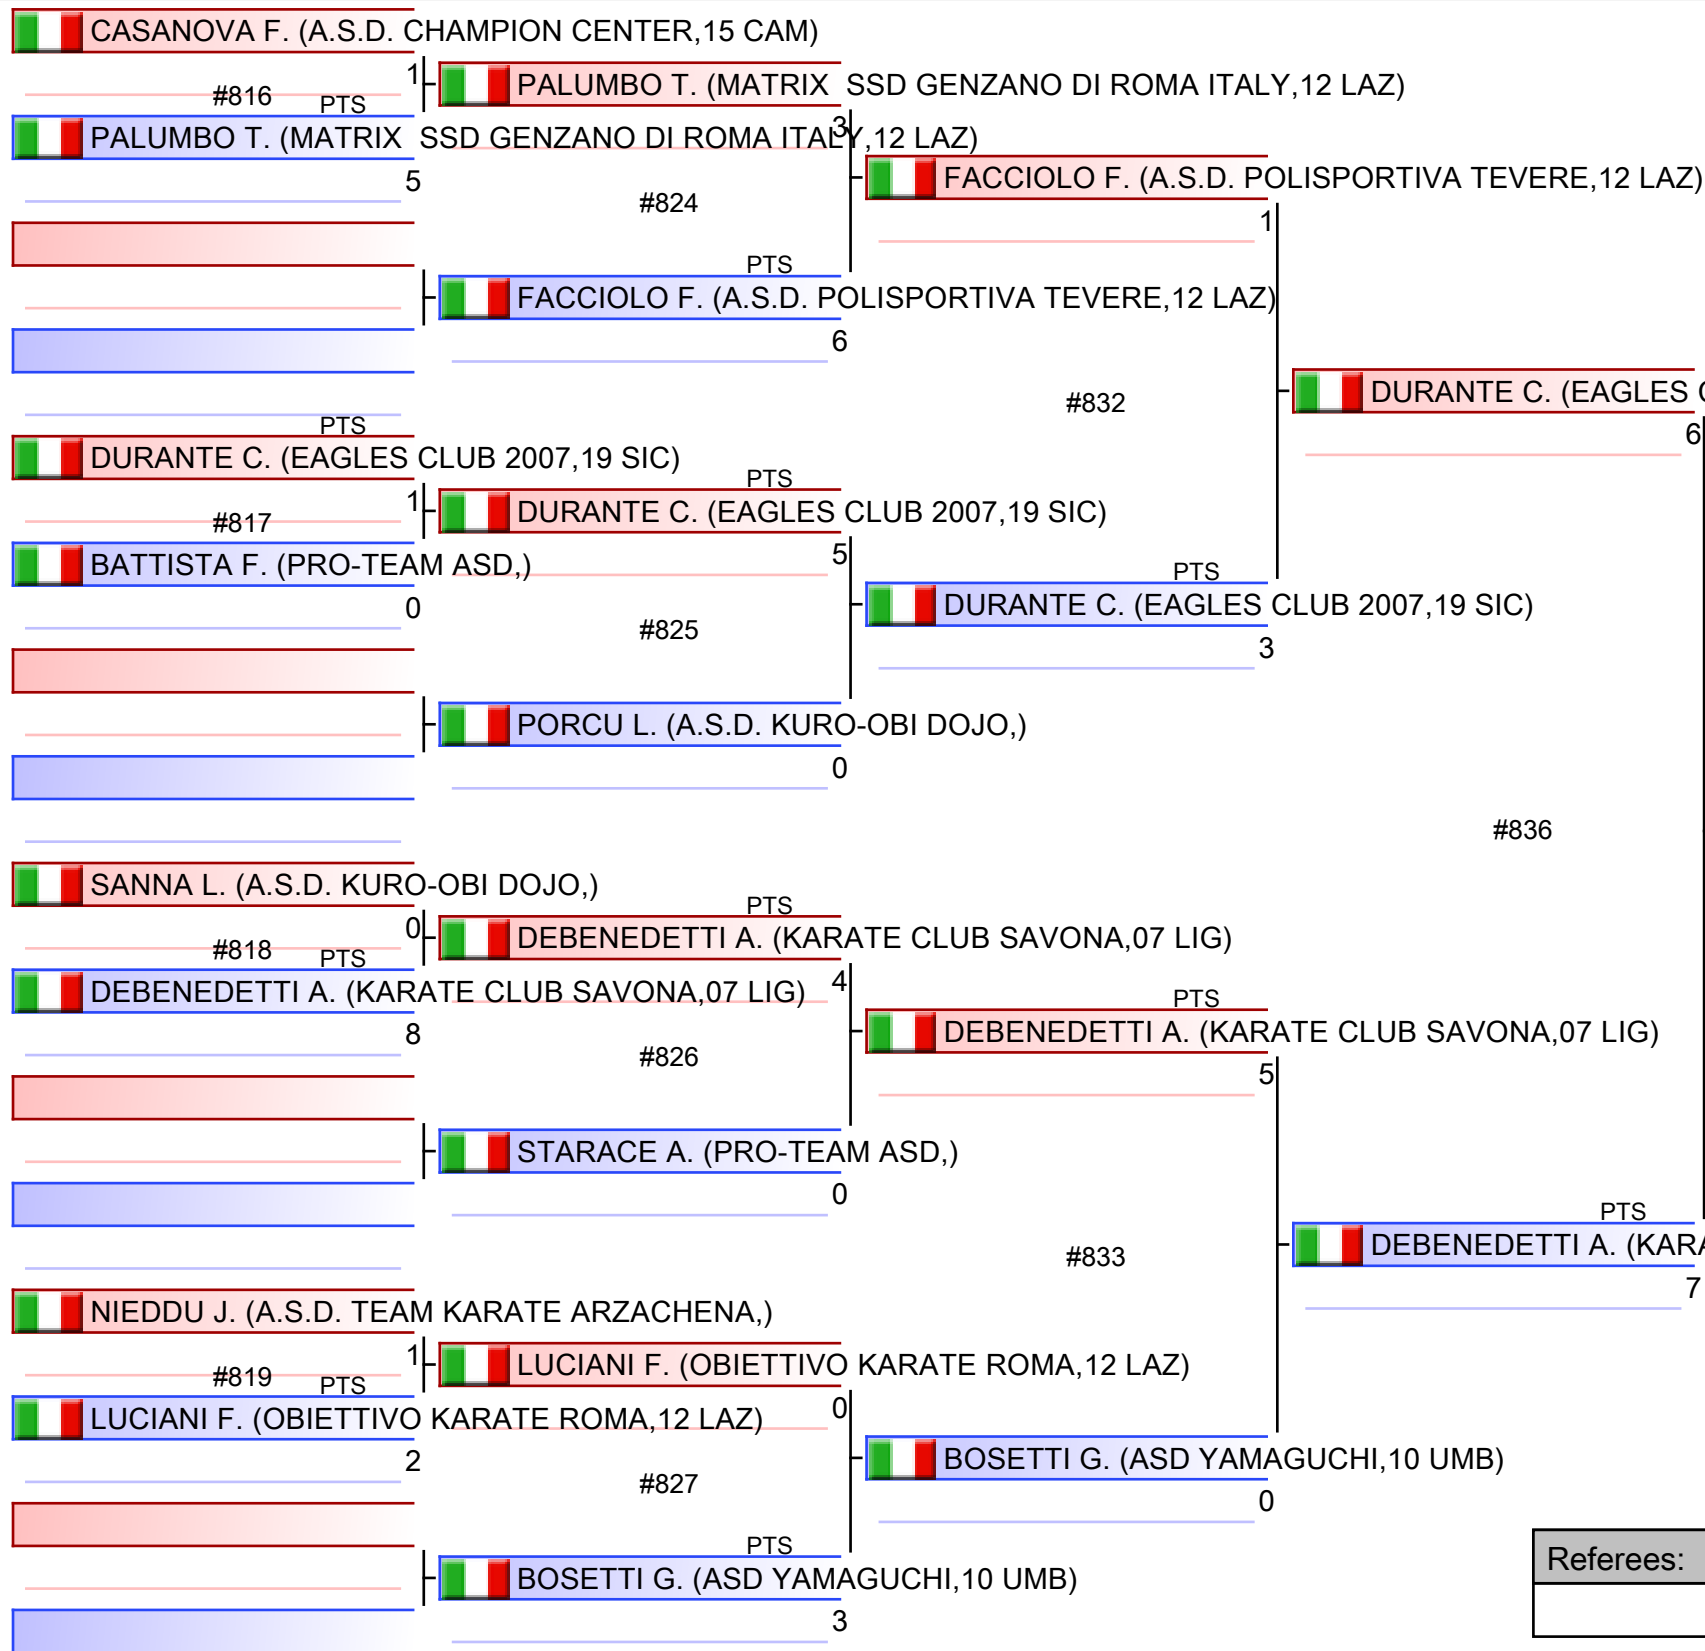 CASANOVA F. (A.S.D. CHAMPION CENTER,15 CAM)
1
#816
PTS
PALUMBO T. (MATRIX  SSD GENZANO DI ROMA ITALY,12 LAZ)
5
PTS
DURANTE C. (EAGLES CLUB 2007,19 SIC)
1
#817
BATTISTA F. (PRO-TEAM ASD,)
0
SANNA L. (A.S.D. KURO-OBI DOJO,)
0
#818
PTS
DEBENEDETTI A. (KARATE CLUB SAVONA,07 LIG)
8
NIEDDU J. (A.S.D. TEAM KARATE ARZACHENA,)
1
#819
PTS
LUCIANI F. (OBIETTIVO KARATE ROMA,12 LAZ)
2
PALUMBO T. (MATRIX  SSD GENZANO DI ROMA ITALY,12 LAZ)
3
#824
PTS
FACCIOLO F. (A.S.D. POLISPORTIVA TEVERE,12 LAZ)
6
PTS
DURANTE C. (EAGLES CLUB 2007,19 SIC)
5
#825
PORCU L. (A.S.D. KURO-OBI DOJO,)
0
PTS
DEBENEDETTI A. (KARATE CLUB SAVONA,07 LIG)
4
#826
STARACE A. (PRO-TEAM ASD,)
0
LUCIANI F. (OBIETTIVO KARATE ROMA,12 LAZ)
0
#827
PTS
BOSETTI G. (ASD YAMAGUCHI,10 UMB)
3
FACCIOLO F. (A.S.D. POLISPORTIVA TEVERE,12 LAZ)
1
#832
PTS
DURANTE C. (EAGLES CLUB 2007,19 SIC)
3
PTS
DEBENEDETTI A. (KARATE CLUB SAVONA,07 LIG)
5
#833
BOSETTI G. (ASD YAMAGUCHI,10 UMB)
0
DURANTE C. (EAGLES
6
#836
PTS
DEBENEDETTI A. (KARA
7
Referees: